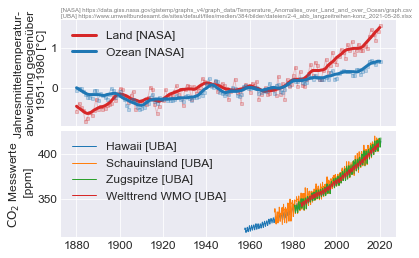 [NASA] https://data.giss.nasa.gov/gistemp/graphs_v4/graph_data/Temperature_Anomalies_over_Land_and_over_Ocean/graph.csv
[UBA] https://www.umweltbundesamt.de/sites/default/files/medien/384/bilder/dateien/2-4_abb_langzeitreihen-konz_2021-05-26.xlsx
Jahresmitteltemperatur-
abweichung gegenüber
1951-1980 [°C]
1
0
Land [NASA]
Ozean [NASA]
CO2 Messwerte
[ppm]
400
350
Hawaii [UBA]
Schauinsland [UBA]
Zugspitze [UBA]
Welttrend WMO [UBA]
1880 1900 1920 1940 1960 1980 2000 2020